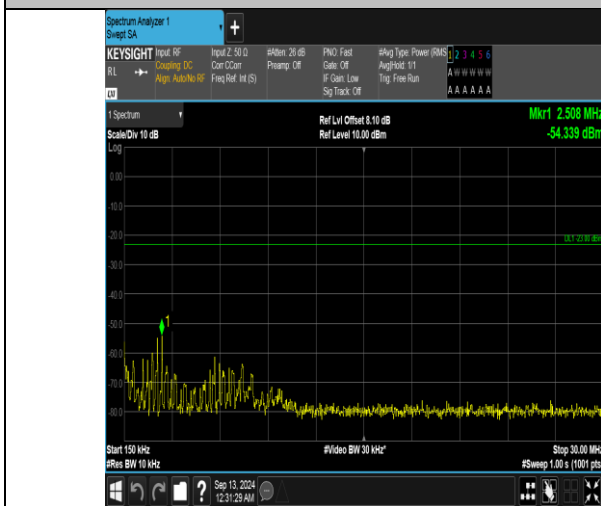 Spectrum Analyzer 1
Swept SA
+
KEYSIGHT Input: RF Input Z: 50 Ω #Atten: 26 dB PNO: Fast #Avg Type: Power (RMS 1 2 3 4 5 6
RL Coupling: DC Corr CCorr Preamp: Off Gate: Off Avg|Hold: 1/1 A W W W W W
Align: Auto/No RF Freq Ref: Int (S) IF Gain: Low Trig: Free Run
Sig Track: Off A A A A A A
1 Spectrum Ref Lvl Offset 8.10 dB Mkr1 2.508 MHz
Scale/Div 10 dB Ref Level 10.00 dBm -54.339 dBm
Log
0.00
-10.0
-20.0
DL1 -23.00 dBm
-30.0
-40.0
1
-50.0
-60.0
-70.0
-80.0
Start 150 kHz #Video BW 30 kHz* Stop 30.00 MHz
#Res BW 10 kHz #Sweep 1.00 s (1001 pts
? Sep 13, 2024
12:31:29 AM